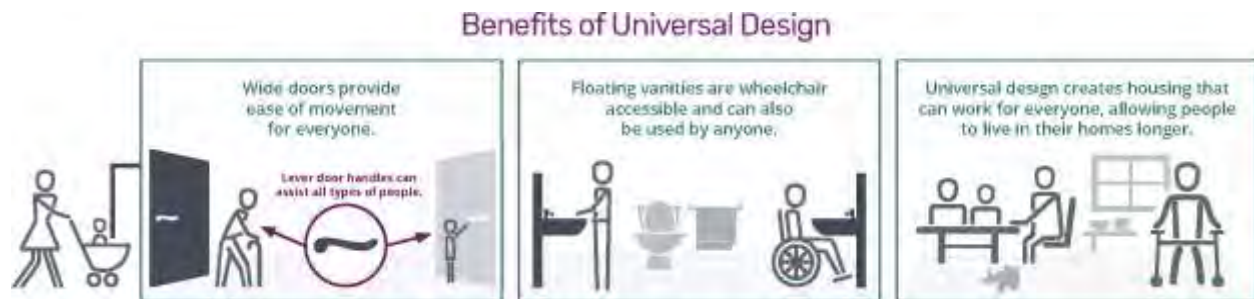 Benefits of Universal Design
Wide doors provide
ease of movement
for everyone.
Lever door handles can
assist all types of people.
Floating vanities are wheelchair
accessible and can also
be used by anyone.
Universal design creates housing that
can work for everyone, allowing people
to live in their homes longer.